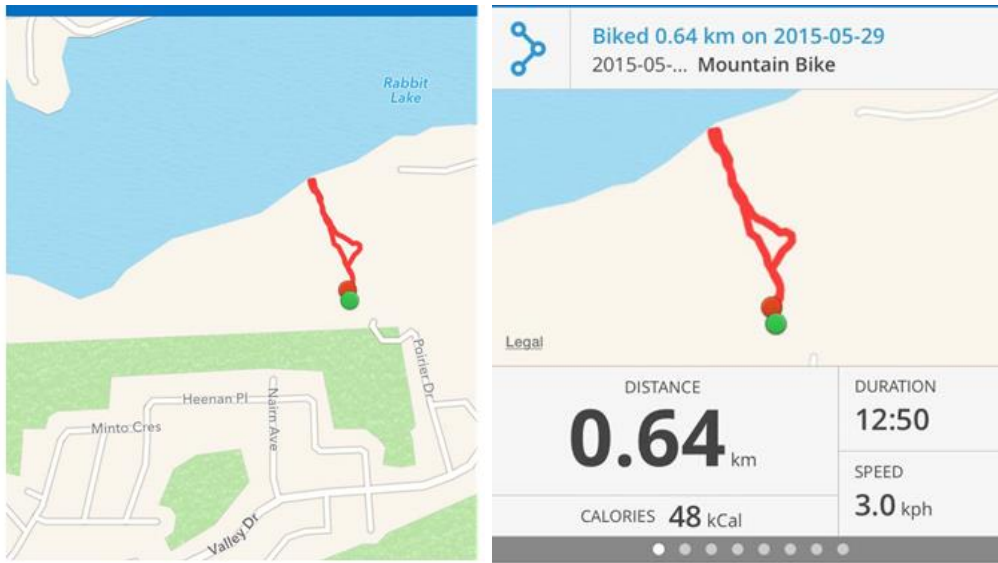 Rabbit
Lake
Poirier Dr
Heenan Pl
Nairn Ave
Minto Cres
Valley Dr
Biked 0.64 km on 2015-05-29
2015-05-... Mountain Bike
Legal
DISTANCE
0.64 km
CALORIES 48 kCal
DURATION
12:50
SPEED
3.0 kph